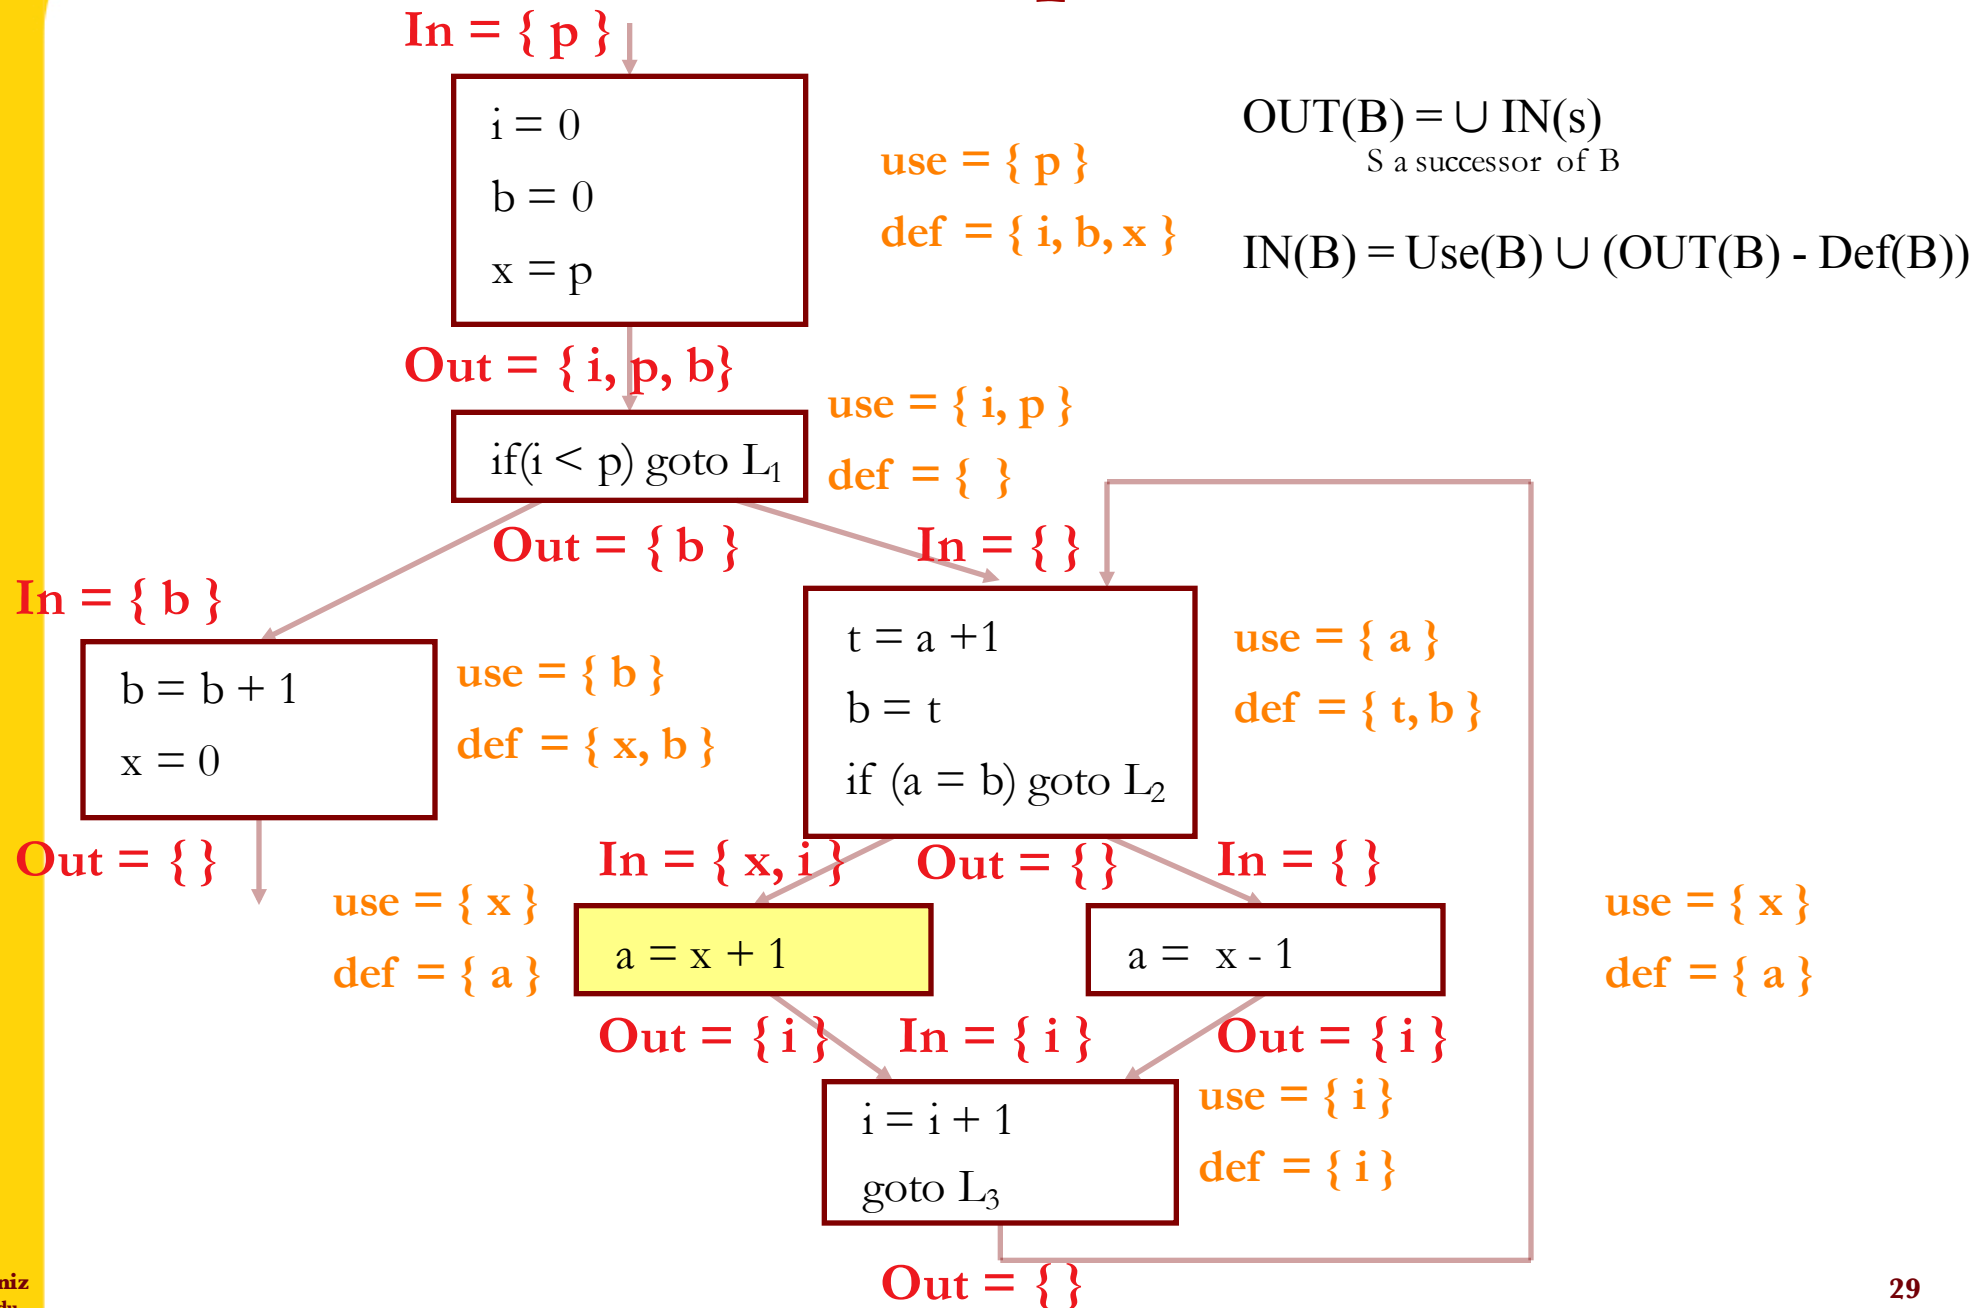 In = { p }
i = 0
b = 0
x = p
use = { p }
def = { i, b, x }
OUT(B) = ∪ IN(s)
S a successor of B
IN(B) = Use(B) ∪ (OUT(B) - Def(B))
Out = { i, p, b}
if(i < p) goto L₁
use = { i, p }
def = { }
Out = { b }
In = { }
In = { b }
b = b + 1
x = 0
use = { b }
def = { x, b }
t = a +1
b = t
if (a = b) goto L₂
use = { a }
def = { t, b }
Out = { }
In = { x, i }
Out = { }
In = { }
use = { x }
def = { a }
a = x + 1
a = x - 1
use = { x }
def = { a }
Out = { i }
In = { i }
Out = { i }
i = i + 1
goto L₃
use = { i }
def = { i }
Out = { }
29